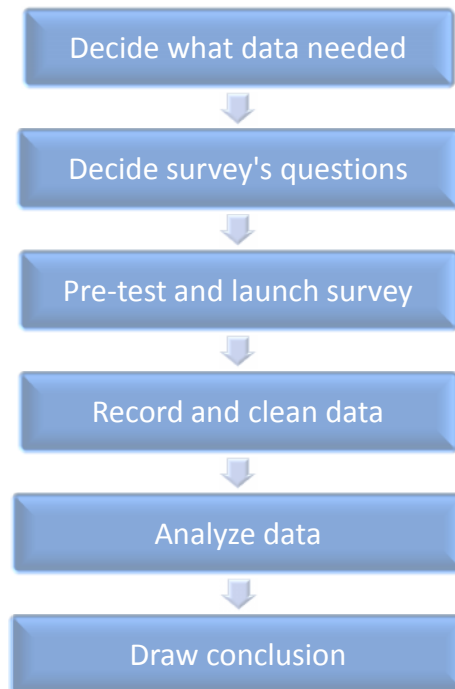 Decide what data needed
Decide survey's questions
Pre-test and launch survey
Record and clean data
Analyze data
Draw conclusion